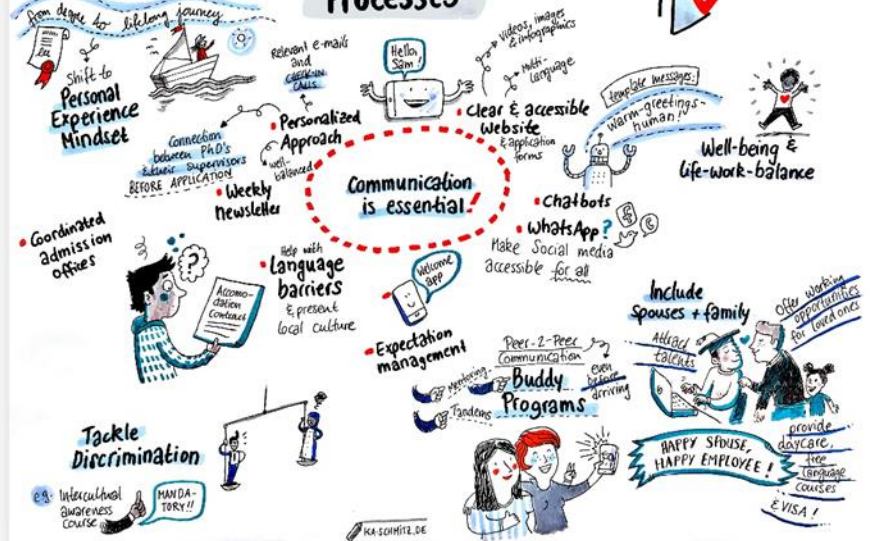 Processes
from degree to lifelong journey
Shift to
Personal
Experience
Mindset
Relevant e-mails
and
CHECK-IN
CALLS
Hello,
Sam!
Videos, images
& infographics
Multi-
Language
Personalized
Approach
well-
balanced
Connection
between PhD's
& their supervisors
BEFORE APPLICATION
Weekly
Newsletter
Clear & accessible
Website
& application
forms
template messages:
warm-greetings-
human!
Well-being &
life-work-balance
Communication
is essential!
Chatbots
WhatsApp?
Make Social media
accessible for all
Coordinated
admission
offices
?
Accomo-
dation
Contract
Help with
Language
barriers
& present
local culture
Welcome
app
Expectation
management
Include
Spouses + family
Attract
talents
Offer working
opportunities
for loved ones
Peer-2-Peer
Communication
even
before
arriving
Mentoring
Tandems
Buddy
Programs
HAPPY SPOUSE,
HAPPY EMPLOYEE!
provide
daycare,
free
language
courses
& VISA!
Tackle
Discrimination
e.g. Intercultural
awareness
course
MANDA-
TORY!!
KA-SCHMITZ.DE